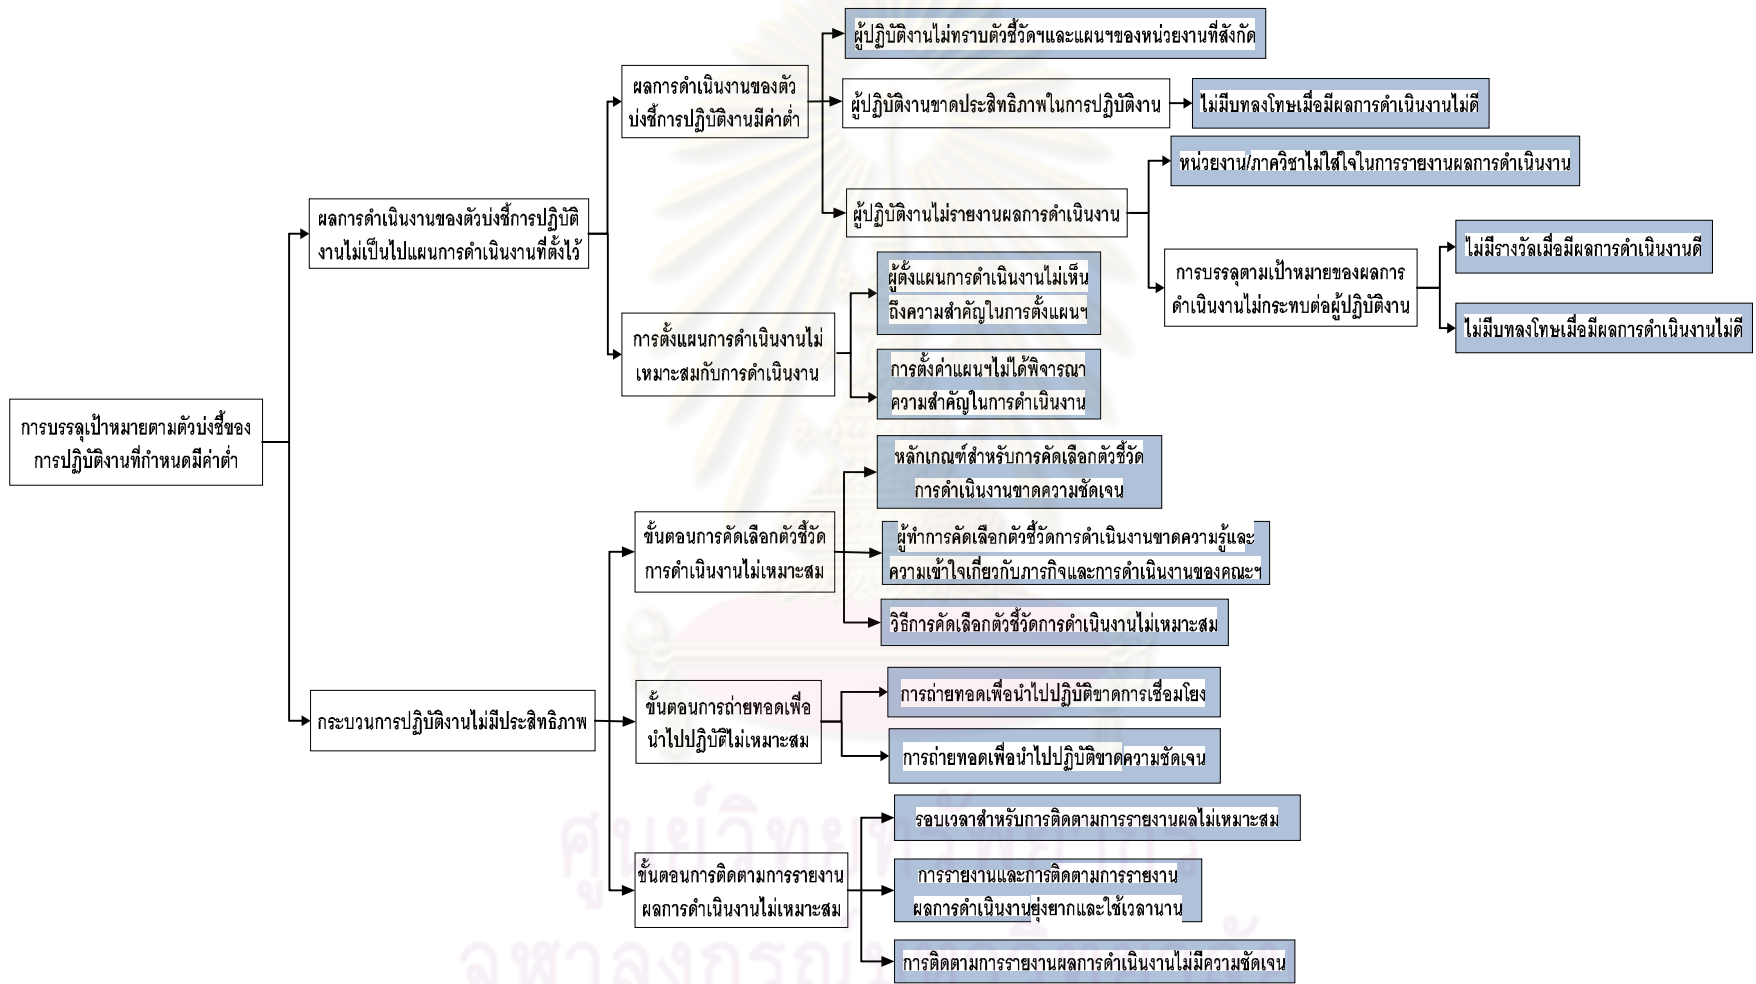 ผู้ปฏิบัติงานไม่ทราบตัวชี้วัดฯและแผนฯของหน่วยงานที่สังกัด
ผลการดำเนินงานของตัว
บ่งชี้การปฏิบัติงานมีค่าต่ำ
ผู้ปฏิบัติงานขาดประสิทธิภาพในการปฏิบัติงาน
ไม่มีบทลงโทษเมื่อมีผลการดำเนินงานไม่ดี
หน่วยงาน/ภาควิชาไม่ใส่ใจในการรายงานผลการดำเนินงาน
ผลการดำเนินงานของตัวบ่งชี้การปฏิบัติ
งานไม่เป็นไปแผนการดำเนินงานที่ตั้งไว้
ผู้ปฏิบัติงานไม่รายงานผลการดำเนินงาน
ไม่มีรางวัลเมื่อมีผลการดำเนินงานดี
การบรรลุตามเป้าหมายของผลการ
ดำเนินงานไม่กระทบต่อผู้ปฏิบัติงาน
ไม่มีบทลงโทษเมื่อมีผลการดำเนินงานไม่ดี
ผู้ตั้งแผนการดำเนินงานไม่เห็น
ถึงความสำคัญในการตั้งแผนฯ
การตั้งแผนการดำเนินงานไม่
เหมาะสมกับการดำเนินงาน
การตั้งค่าแผนฯไม่ได้พิจารณา
ความสำคัญในการดำเนินงาน
การบรรลุเป้าหมายตามตัวบ่งชี้ของ
การปฏิบัติงานที่กำหนดมีค่าต่ำ
หลักเกณฑ์สำหรับการคัดเลือกตัวชี้วัด
การดำเนินงานขาดความชัดเจน
ขั้นตอนการคัดเลือกตัวชี้วัด
การดำเนินงานไม่เหมาะสม
ผู้ทำการคัดเลือกตัวชี้วัดการดำเนินงานขาดความรู้และ
ความเข้าใจเกี่ยวกับภารกิจและการดำเนินงานของคณะฯ
วิธีการคัดเลือกตัวชี้วัดการดำเนินงานไม่เหมาะสม
กระบวนการปฏิบัติงานไม่มีประสิทธิภาพ
ขั้นตอนการถ่ายทอดเพื่อ
นำไปปฏิบัติไม่เหมาะสม
การถ่ายทอดเพื่อนำไปปฏิบัติขาดการเชื่อมโยง
การถ่ายทอดเพื่อนำไปปฏิบัติขาดความชัดเจน
รอบเวลาสำหรับการติดตามการรายงานผลไม่เหมาะสม
ขั้นตอนการติดตามการรายงาน
ผลการดำเนินงานไม่เหมาะสม
การรายงานและการติดตามการรายงาน
ผลการดำเนินงานยุ่งยากและใช้เวลานาน
การติดตามการรายงานผลการดำเนินงานไม่มีความชัดเจน
ศูนย์วิทยทรัพยากร
จุฬาลงกรณ์มหาวิทยาลัย